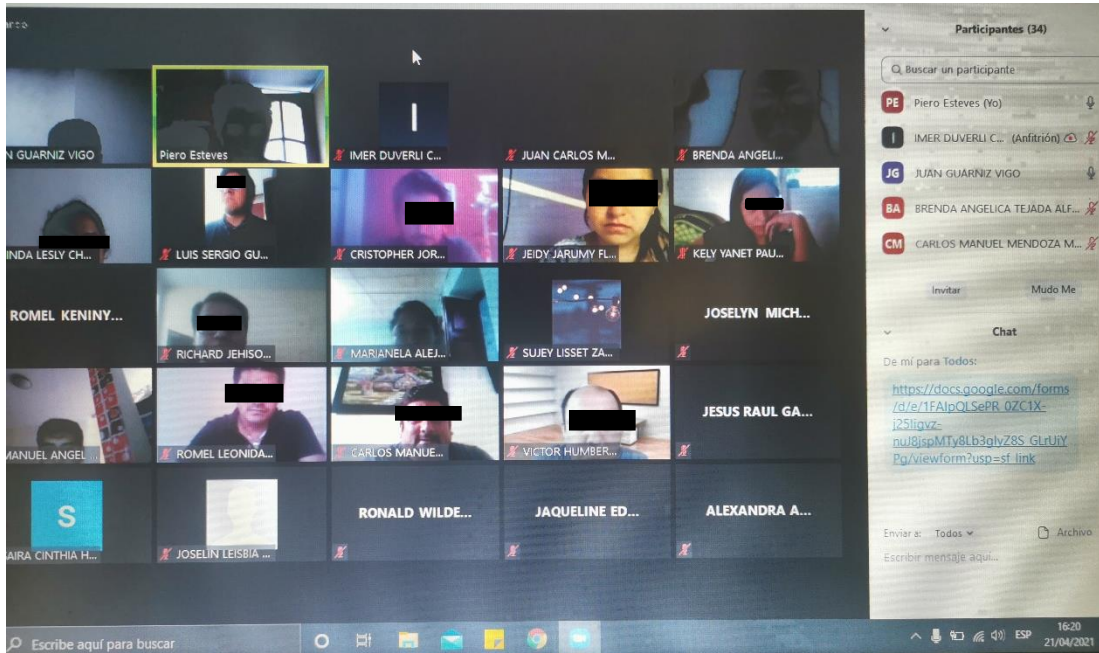 N GUARNIZ VIGO
Piero Esteves
IMER DUVERLI C...
JUAN CARLOS M...
BRENDA ANGELI...
INDA LESLY CH...
LUIS SERGIO GU...
CRISTOPHER JOR...
JEIDY JARUMY FL...
KELY YANET PAU...
ROMEL KENINY...
RICHARD JEHISO...
MARIANELA ALEJ...
SUJEY LISSET ZA...
JOSELYN MICH...
MANUEL ANGEL
ROMEL LEONIDA...
CARLOS MANUE...
VICTOR HUMBER...
JESUS RAUL GA...
S
AIRA CINTHIA H...
JOSELIN LEISBIA ...
RONALD WILDE...
JAQUELINE ED...
ALEXANDRA A...
Participantes (34)
Buscar un participante
PE Piero Esteves (Yo)
I IMER DUVERLI C... (Anfitrión)
JG JUAN GUARNIZ VIGO
BA BRENDA ANGELICA TEJADA ALF...
CM CARLOS MANUEL MENDOZA M...
Invitar Mudo Me
Chat
De mí para Todos:
https://docs.google.com/forms
Pg/viewform?usp=sf_link
Enviar a: Todos Archivo
Escribir mensaje aquí...
Escribe aquí para buscar
ESP
16:20
21/04/2021